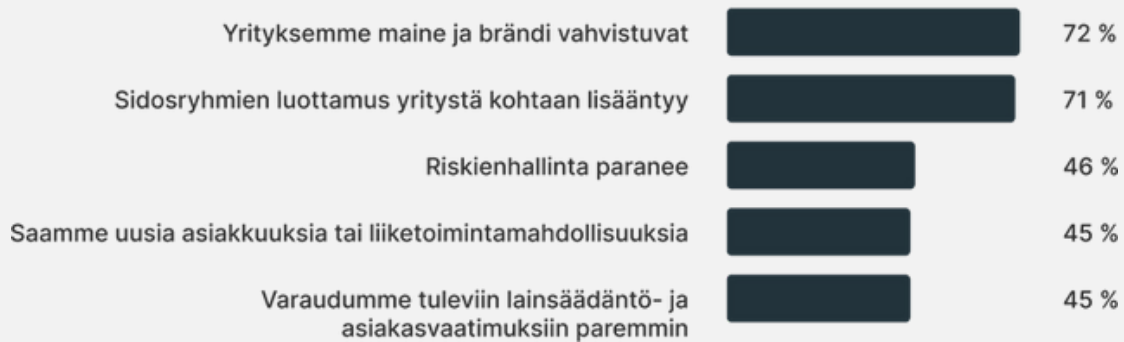 Yrityksemme maine ja brändi vahvistuvat 72 %
Sidosryhmien luottamus yritystä kohtaan lisääntyy 71 %
Riskienhallinta paranee 46 %
Saamme uusia asiakkuuksia tai liiketoimintamahdollisuuksia 45 %
Varaudumme tuleviin lainsäädäntö- ja
asiakasvaatimuksiin paremmin 45 %